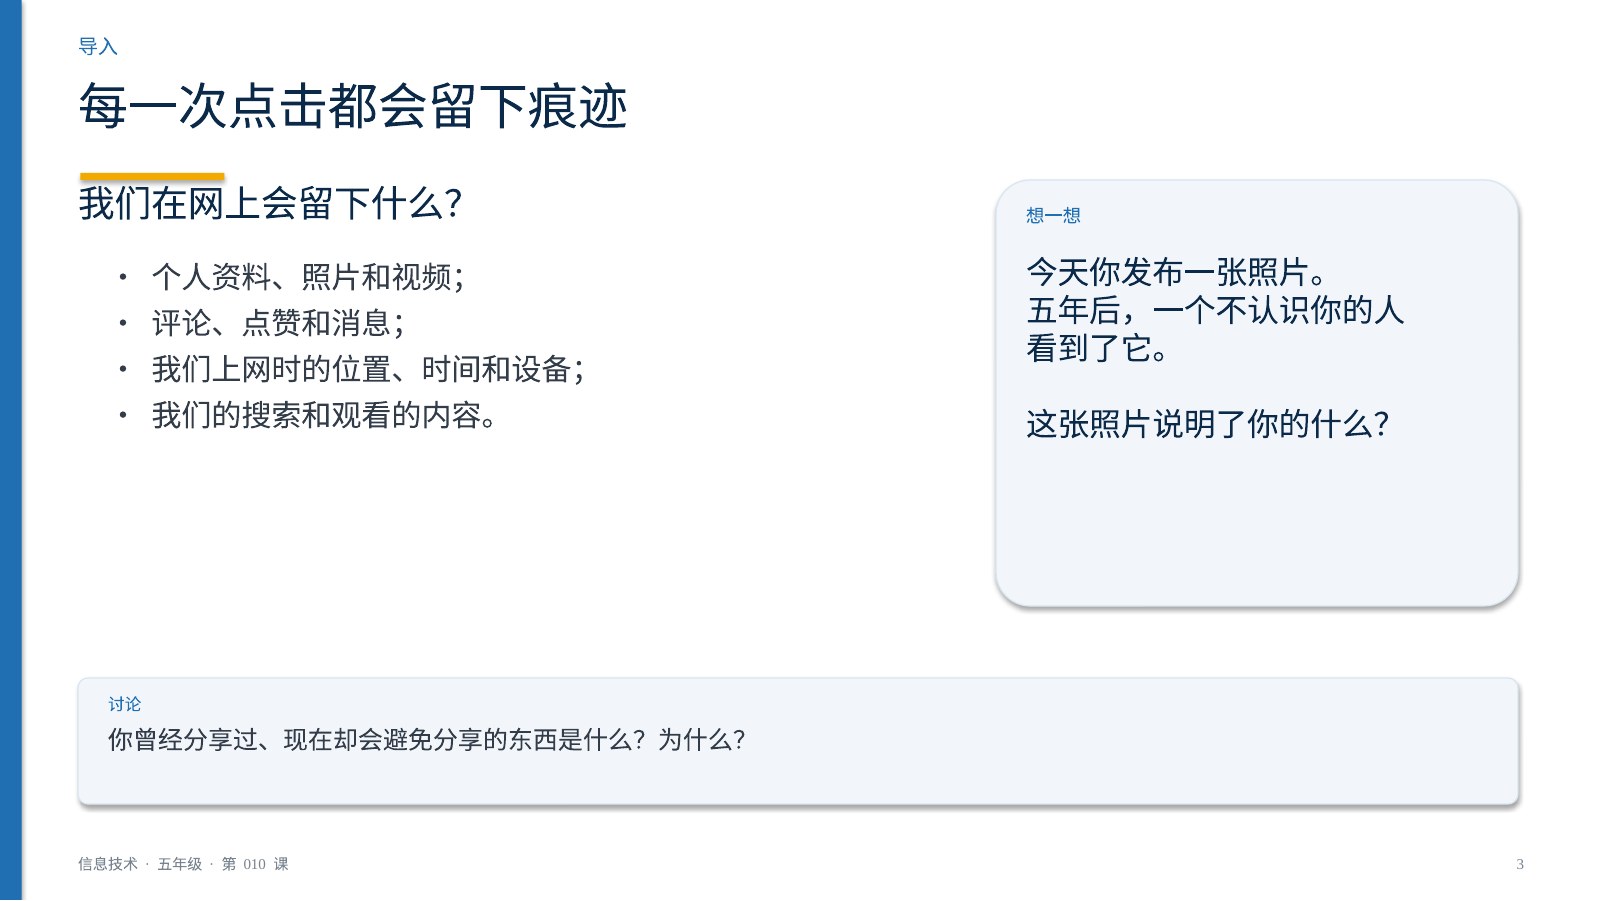 导入
每一次点击都会留下痕迹
我们在网上会留下什么？
• 个人资料、照片和视频；
• 评论、点赞和消息；
• 我们上网时的位置、时间和设备；
• 我们的搜索和观看的内容。
想一想
今天你发布一张照片。
五年后，一个不认识你的人
看到了它。
这张照片说明了你的什么？
讨论
你曾经分享过、现在却会避免分享的东西是什么？为什么？
信息技术 · 五年级 · 第 010 课
3